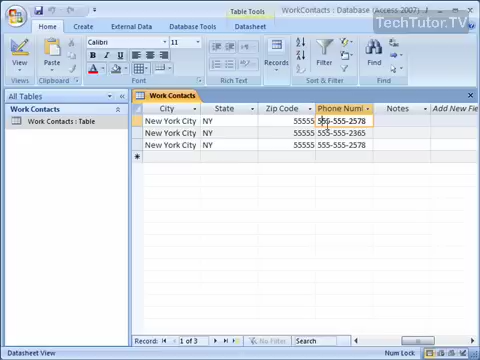 Table Tools
WorkContacts : Database (Access 2007)
TechTutor.TV
Home
Create
External Data
Database Tools
Datasheet
View
Views
Paste
Clipboard
Calibri
11
B I U
A
Font
Rich Text
Records
Filter
Sort & Filter
Find
Find
All Tables
Work Contacts
Work Contacts : Table
Work Contacts
City State Zip Code Phone Num Notes Add New Fie
New York City NY 55555 555-555-2578
New York City NY 55555 555-555-2365
New York City NY 55555 555-555-2578
Record: 1 of 3 No Filter Search
Datasheet View
Num Lock